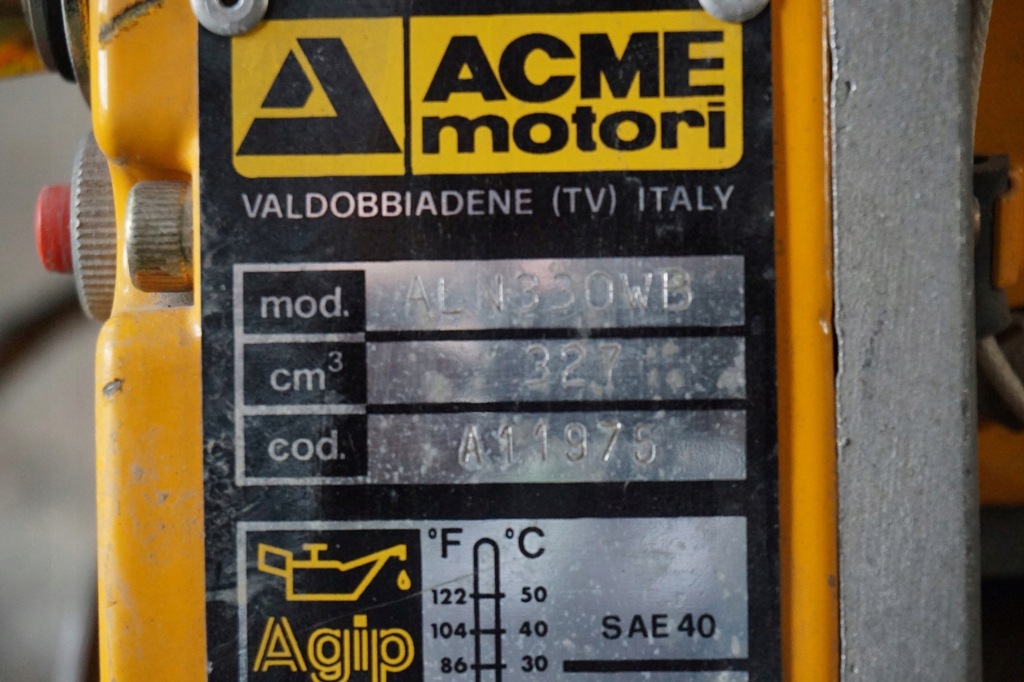 ACME
motori
VALDOBBIADENE (TV) ITALY
mod. ALN330WB
cm³ 327
cod. A11975
°F °C
122 50
104 40 SAE 40
Agip
86 30